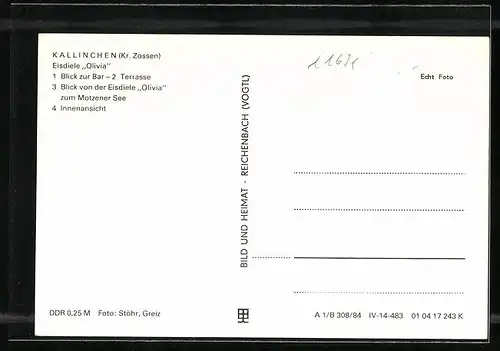 KALLINCHEN (Kr. Zossen)
Eisdiele „Olivia"
1 Blick zur Bar – 2 Terrasse
3 Blick von der Eisdiele „Olivia"
zum Motzener See
4 Innenansicht
Echt Foto
BILD UND HEIMAT · REICHENBACH (VOGTL)
DDR 0,25 M Foto: Stöhr, Greiz
A 1/B 308/84 IV-14-483 01 04 17 243 K